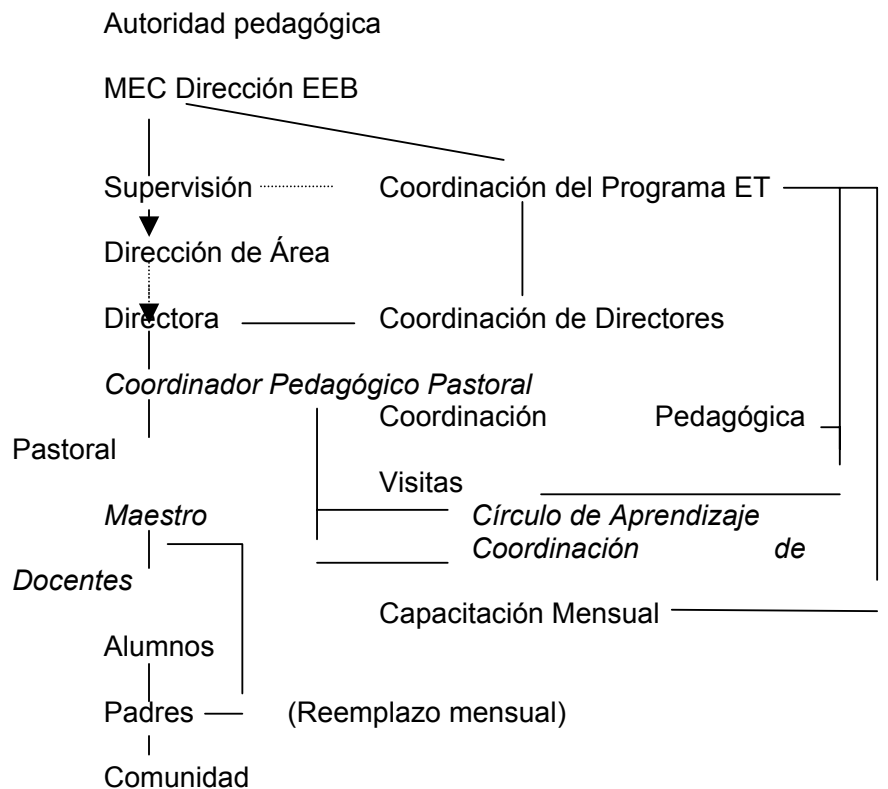 Autoridad pedagógica
MEC Dirección EEB
Supervisión Coordinación del Programa ET
Dirección de Área
Directora Coordinación de Directores
Coordinador Pedagógico Pastoral
Coordinación Pedagógica
Pastoral
Visitas
Maestro Círculo de Aprendizaje
Coordinación de
Docentes
Capacitación Mensual
Alumnos
Padres (Reemplazo mensual)
Comunidad